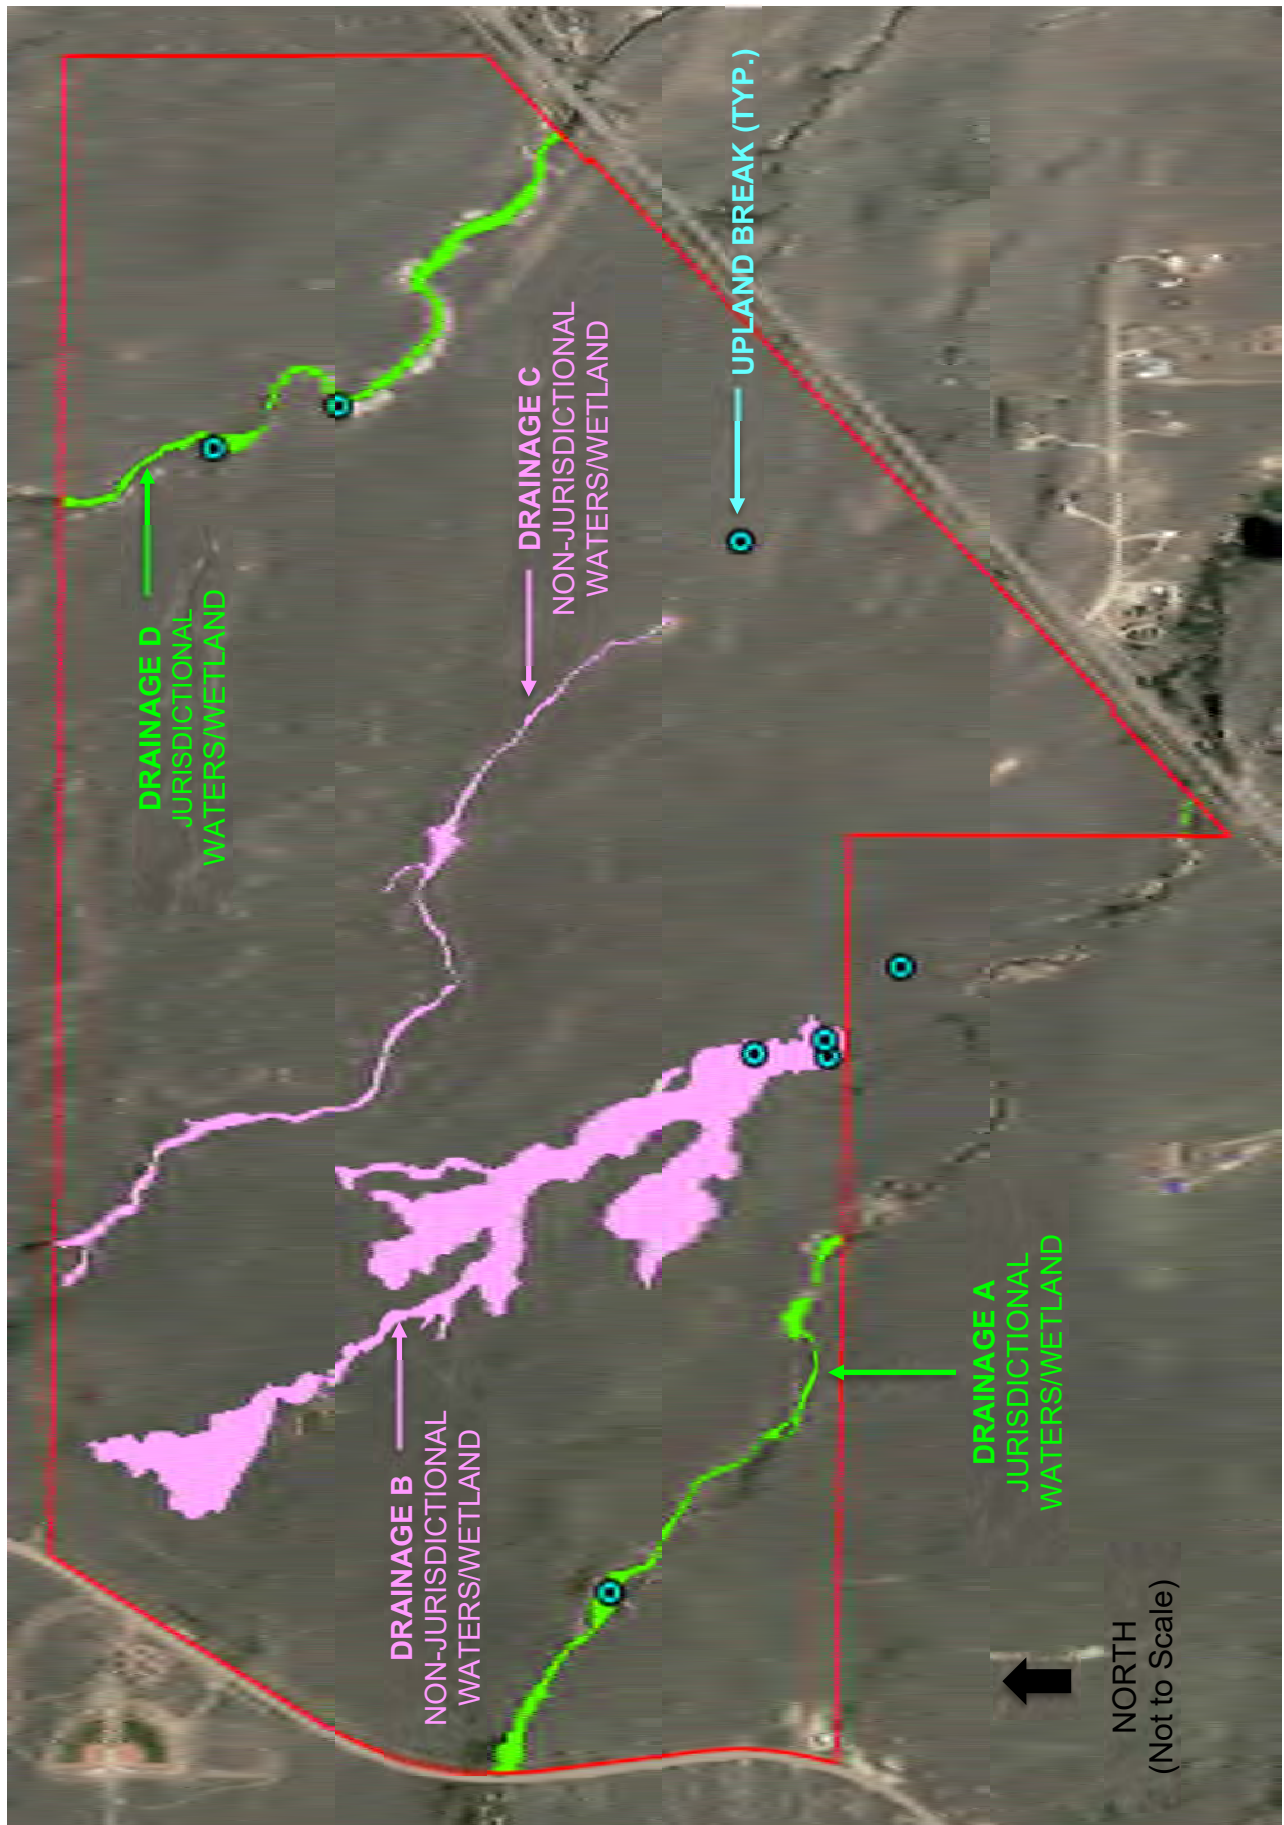 UPLAND BREAK (TYP.)
DRAINAGE C
NON-JURISDICTIONAL
WATERS/WETLAND
DRAINAGE D
JURISDICTIONAL
WATERS/WETLAND
DRAINAGE B
NON-JURISDICTIONAL
WATERS/WETLAND
DRAINAGE A
JURISDICTIONAL
WATERS/WETLAND
NORTH
(Not to Scale)